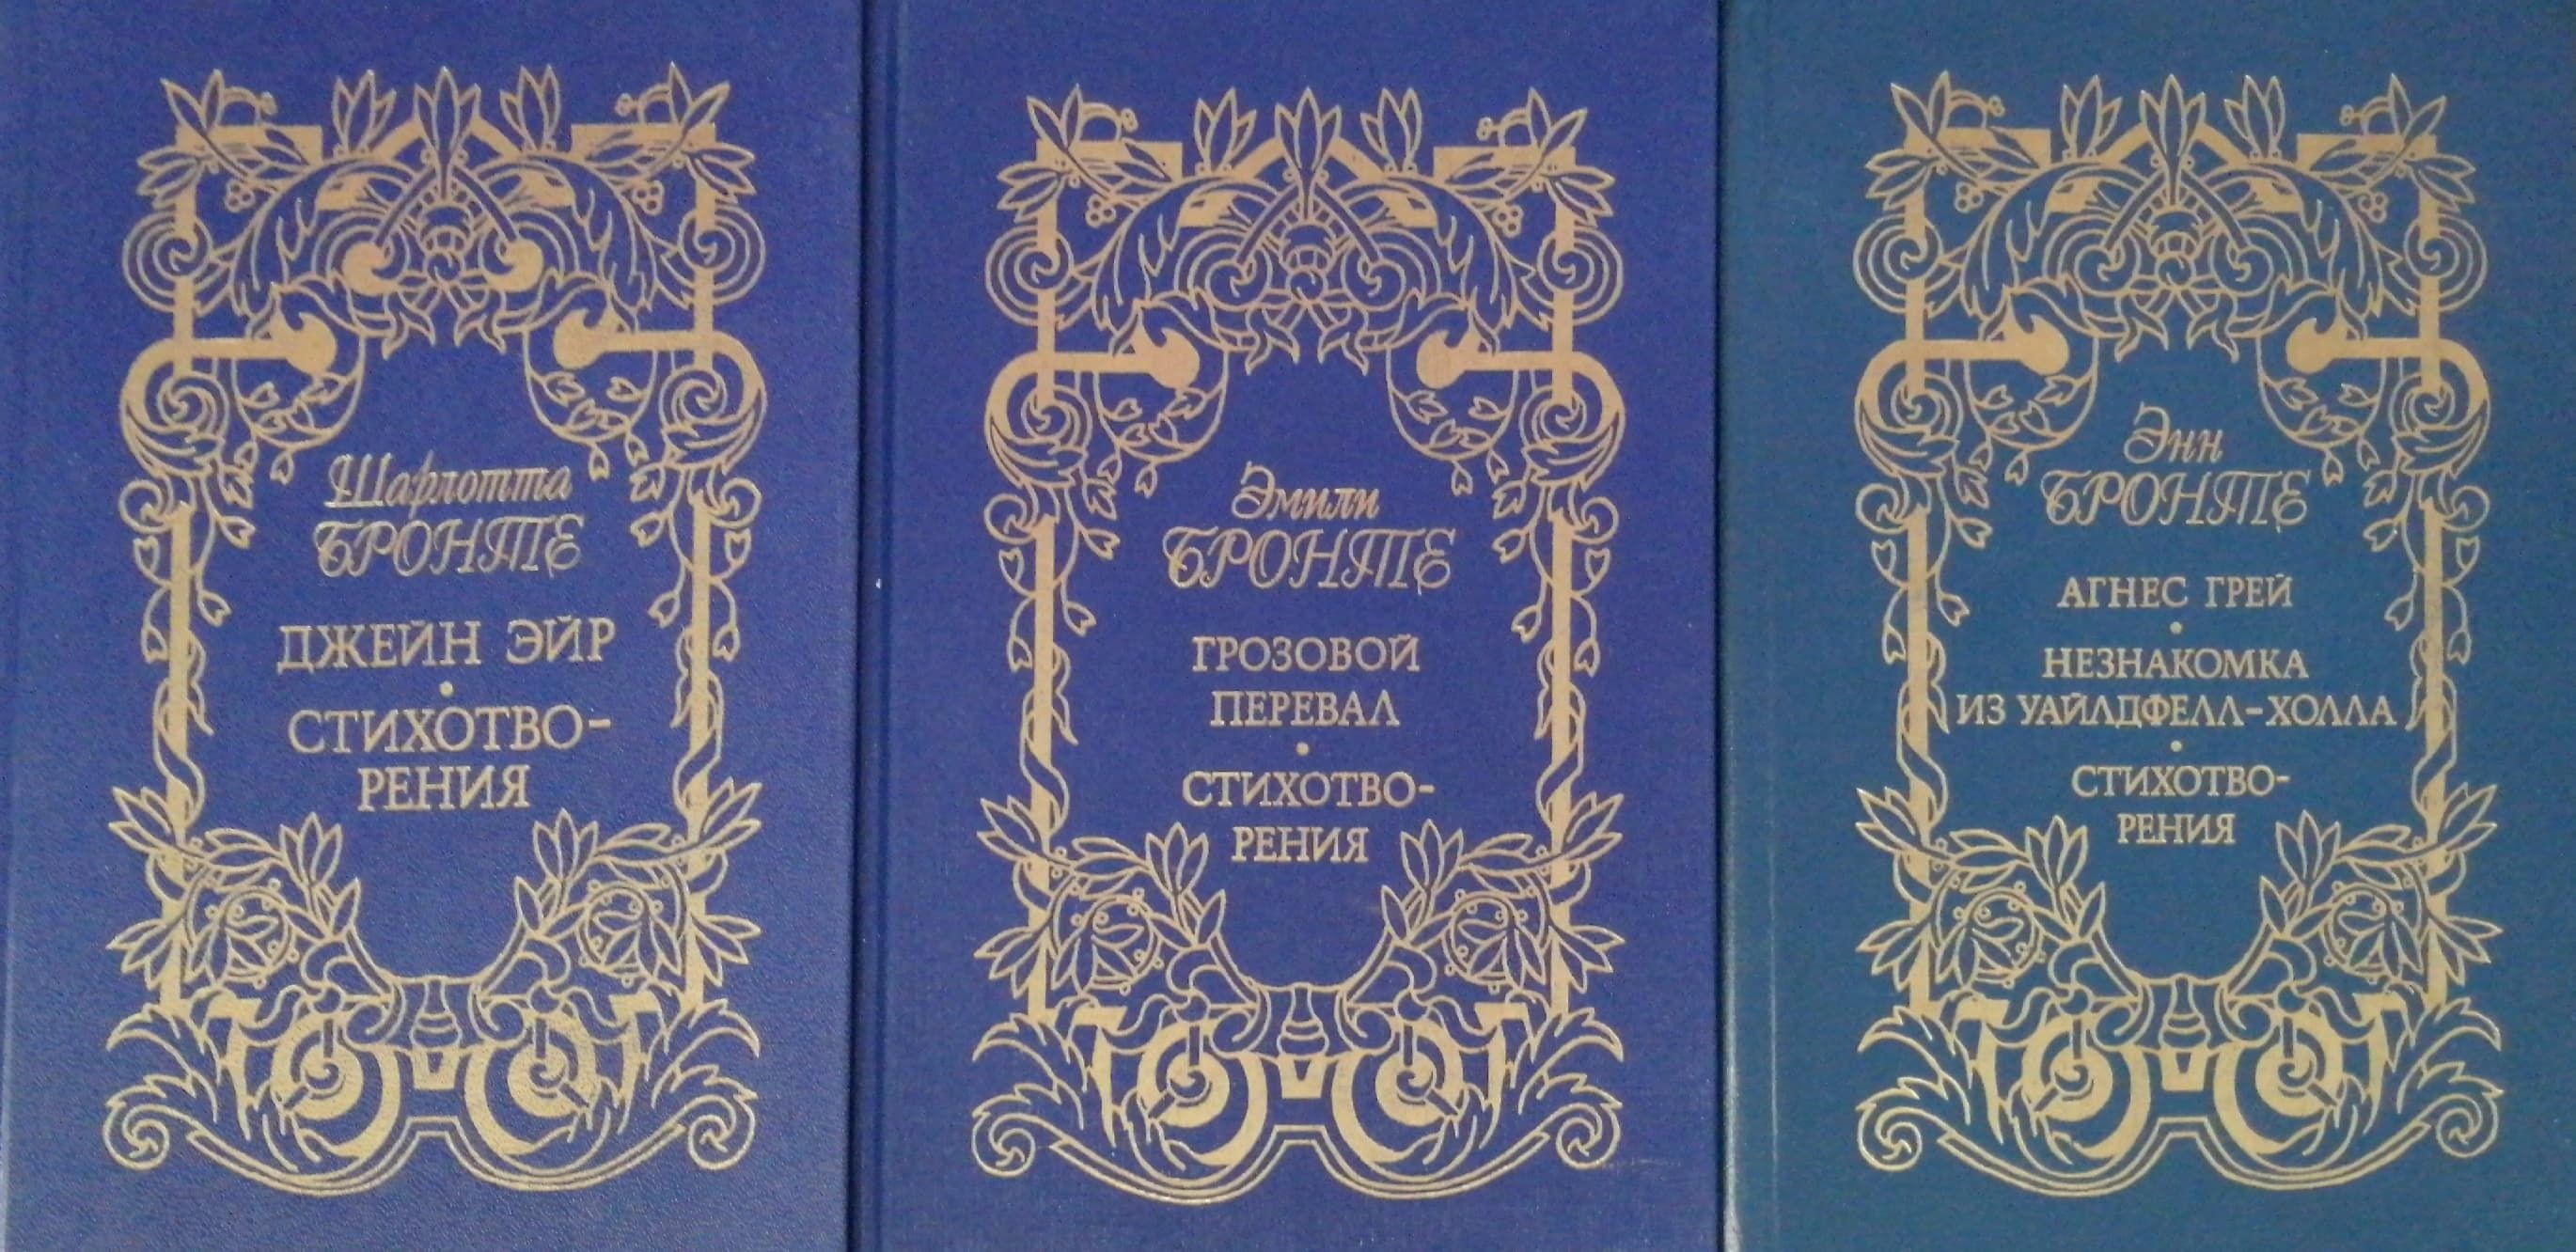 Шарлотта
БРОНТЕ
ДЖЕЙН ЭЙР
•
СТИХОТВО-
РЕНИЯ
Эмили
БРОНТЕ
ГРОЗОВОЙ
ПЕРЕВАЛ
•
СТИХОТВО-
РЕНИЯ
Энн
БРОНТЕ
АГНЕС ГРЕЙ
•
НЕЗНАКОМКА
ИЗ УАЙЛДФЕЛЛ-ХОЛЛА
•
СТИХОТВО-
РЕНИЯ